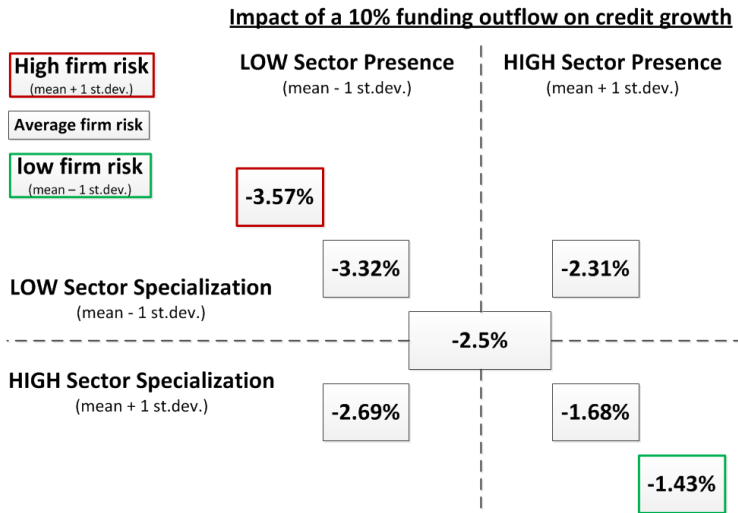 Impact of a 10% funding outflow on credit growth
High firm risk
(mean + 1 st.dev.)
Average firm risk
low firm risk
(mean – 1 st.dev.)
LOW Sector Presence
(mean - 1 st.dev.)
HIGH Sector Presence
(mean + 1 st.dev.)
-3.57%
-3.32%
-2.31%
LOW Sector Specialization
(mean - 1 st.dev.)
-2.5%
HIGH Sector Specialization
(mean + 1 st.dev.)
-2.69%
-1.68%
-1.43%